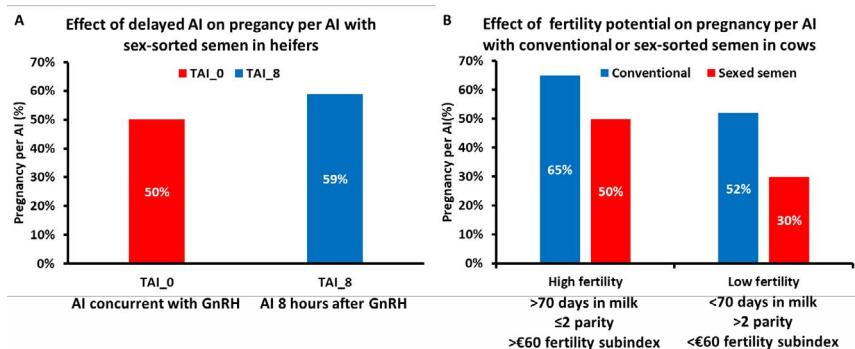 A
Effect of delayed AI on pregancy per AI with
sex-sorted semen in heifers
TAI_0 TAI_8
Pregnancy per AI (%)
70%
60%
50%
40%
30%
20%
10%
0%
50%
59%
TAI_0 TAI_8
AI concurrent with GnRH AI 8 hours after GnRH
B
Effect of fertility potential on pregnancy per AI
with conventional or sex-sorted semen in cows
Conventional Sexed semen
Pregnancy per AI(%)
70%
60%
50%
40%
30%
20%
10%
0%
65%
50%
52%
30%
High fertility Low fertility
>70 days in milk <70 days in milk
≤2 parity >2 parity
>€60 fertility subindex <€60 fertility subindex